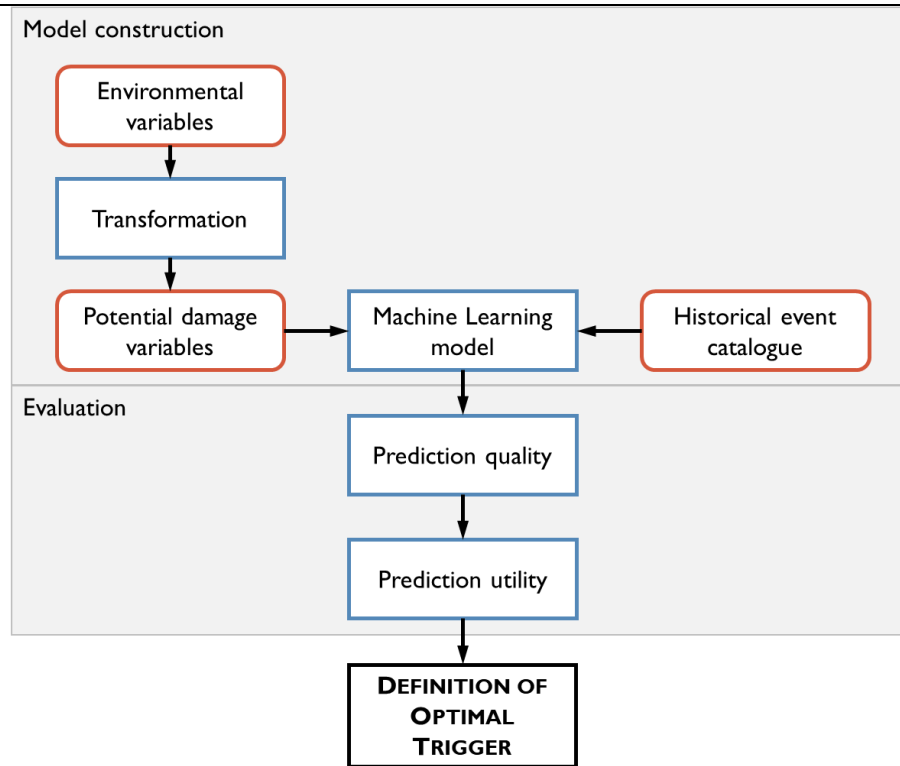 Model construction
Environmental
variables
Transformation
Potential damage
variables
Machine Learning
model
Historical event
catalogue
Evaluation
Prediction quality
Prediction utility
DEFINITION OF
OPTIMAL
TRIGGER